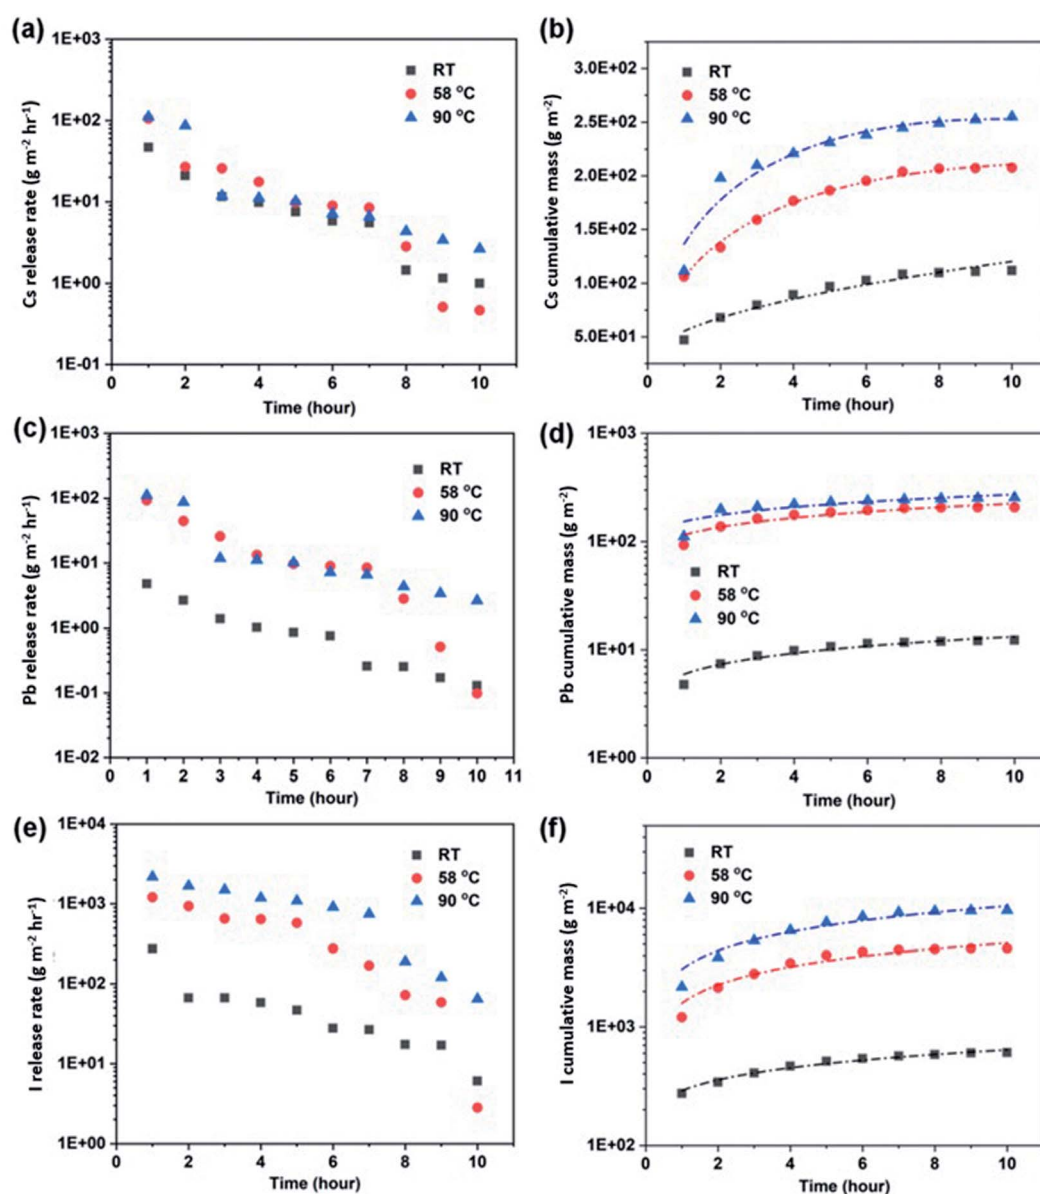 (a)
Cs release rate (g m⁻² hr⁻¹)
1E+03
1E+02
1E+01
1E+00
1E-01
RT
58 °C
90 °C
0 2 4 6 8 10
Time (hour)
(b)
Cs cumulative mass (g m⁻²)
3.0E+02
2.5E+02
2.0E+02
1.5E+02
1.0E+02
5.0E+01
RT
58 °C
90 °C
0 2 4 6 8 10
Time (hour)
(c)
Pb release rate (g m⁻² hr⁻¹)
1E+03
1E+02
1E+01
1E+00
1E-01
1E-02
RT
58 °C
90 °C
0 1 2 3 4 5 6 7 8 9 10 11
Time (hour)
(d)
Pb cumulative mass (g m⁻²)
1E+03
1E+02
1E+01
1E+00
RT
58 °C
90 °C
0 2 4 6 8 10
Time (hour)
(e)
I release rate (g m⁻² hr⁻¹)
1E+04
1E+03
1E+02
1E+01
1E+00
RT
58 °C
90 °C
0 2 4 6 8 10
Time (hour)
(f)
I cumulative mass (g m⁻²)
1E+04
1E+03
1E+02
RT
58 °C
90 °C
0 2 4 6 8 10
Time (hour)